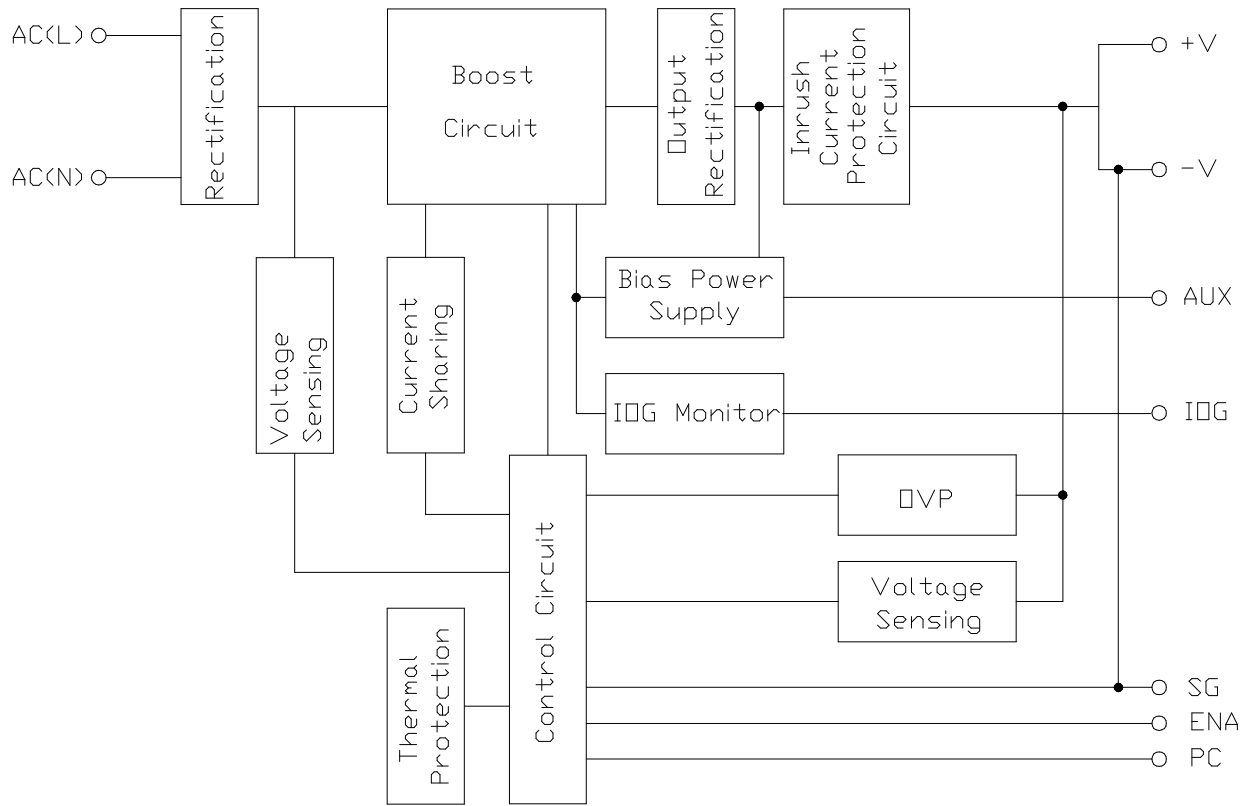 AC(L)
AC(N)
Rectification
Boost
Circuit
Output
Rectification
Inrush
Current
Protection
Circuit
+V
-V
Voltage
Sensing
Current
Sharing
Bias Power
Supply
AUX
IOG Monitor
IOG
Control Circuit
OVP
Voltage
Sensing
Thermal
Protection
SG
ENA
PC